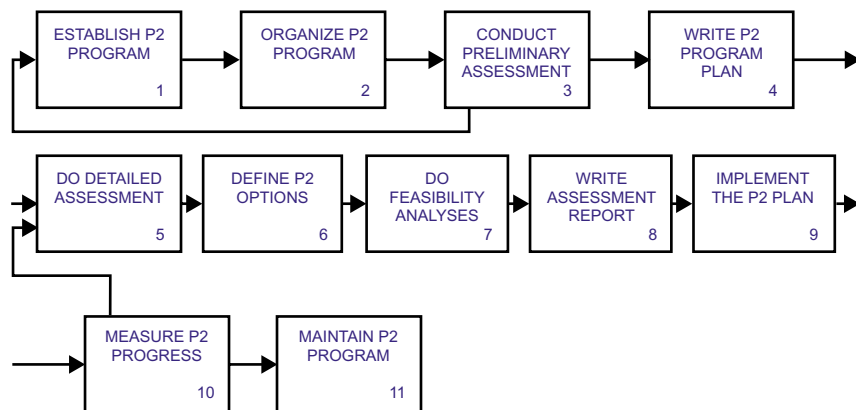 ESTABLISH P2
PROGRAM
1
ORGANIZE P2
PROGRAM
2
CONDUCT
PRELIMINARY
ASSESSMENT
3
WRITE P2
PROGRAM
PLAN
4
DO DETAILED
ASSESSMENT
5
DEFINE P2
OPTIONS
6
DO
FEASIBILITY
ANALYSES
7
WRITE
ASSESSMENT
REPORT
8
IMPLEMENT
THE P2 PLAN
9
MEASURE P2
PROGRESS
10
MAINTAIN P2
PROGRAM
11